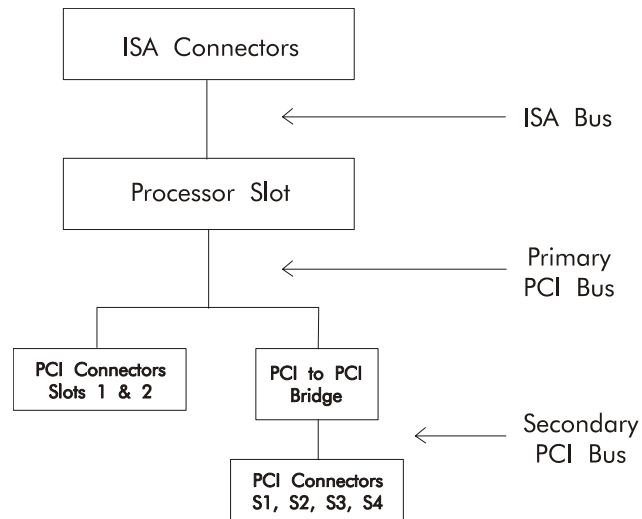 ISA Connectors
ISA Bus
Processor Slot
Primary
PCI Bus
PCI Connectors
Slots 1 & 2
PCI to PCI
Bridge
Secondary
PCI Bus
PCI Connectors
S1, S2, S3, S4